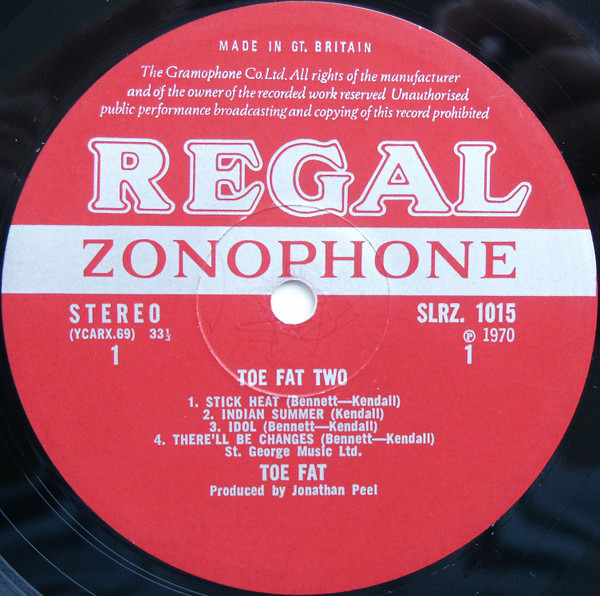 MADE IN GT. BRITAIN
The Gramophone Co.Ltd. All rights of the manufacturer
and of the owner of the recorded work reserved Unauthorised
public performance broadcasting and copying of this record prohibited
REGAL
ZONOPHONE
STEREO
(YCARX.69) 33⅓
1
SLRZ. 1015
℗ 1970
1
TOE FAT TWO
1. STICK HEAT (Bennett—Kendall)
2. INDIAN SUMMER (Kendall)
3. IDOL (Bennett—Kendall)
4. THERE'LL BE CHANGES (Bennett—Kendall)
St. George Music Ltd.
TOE FAT
Produced by Jonathan Peel